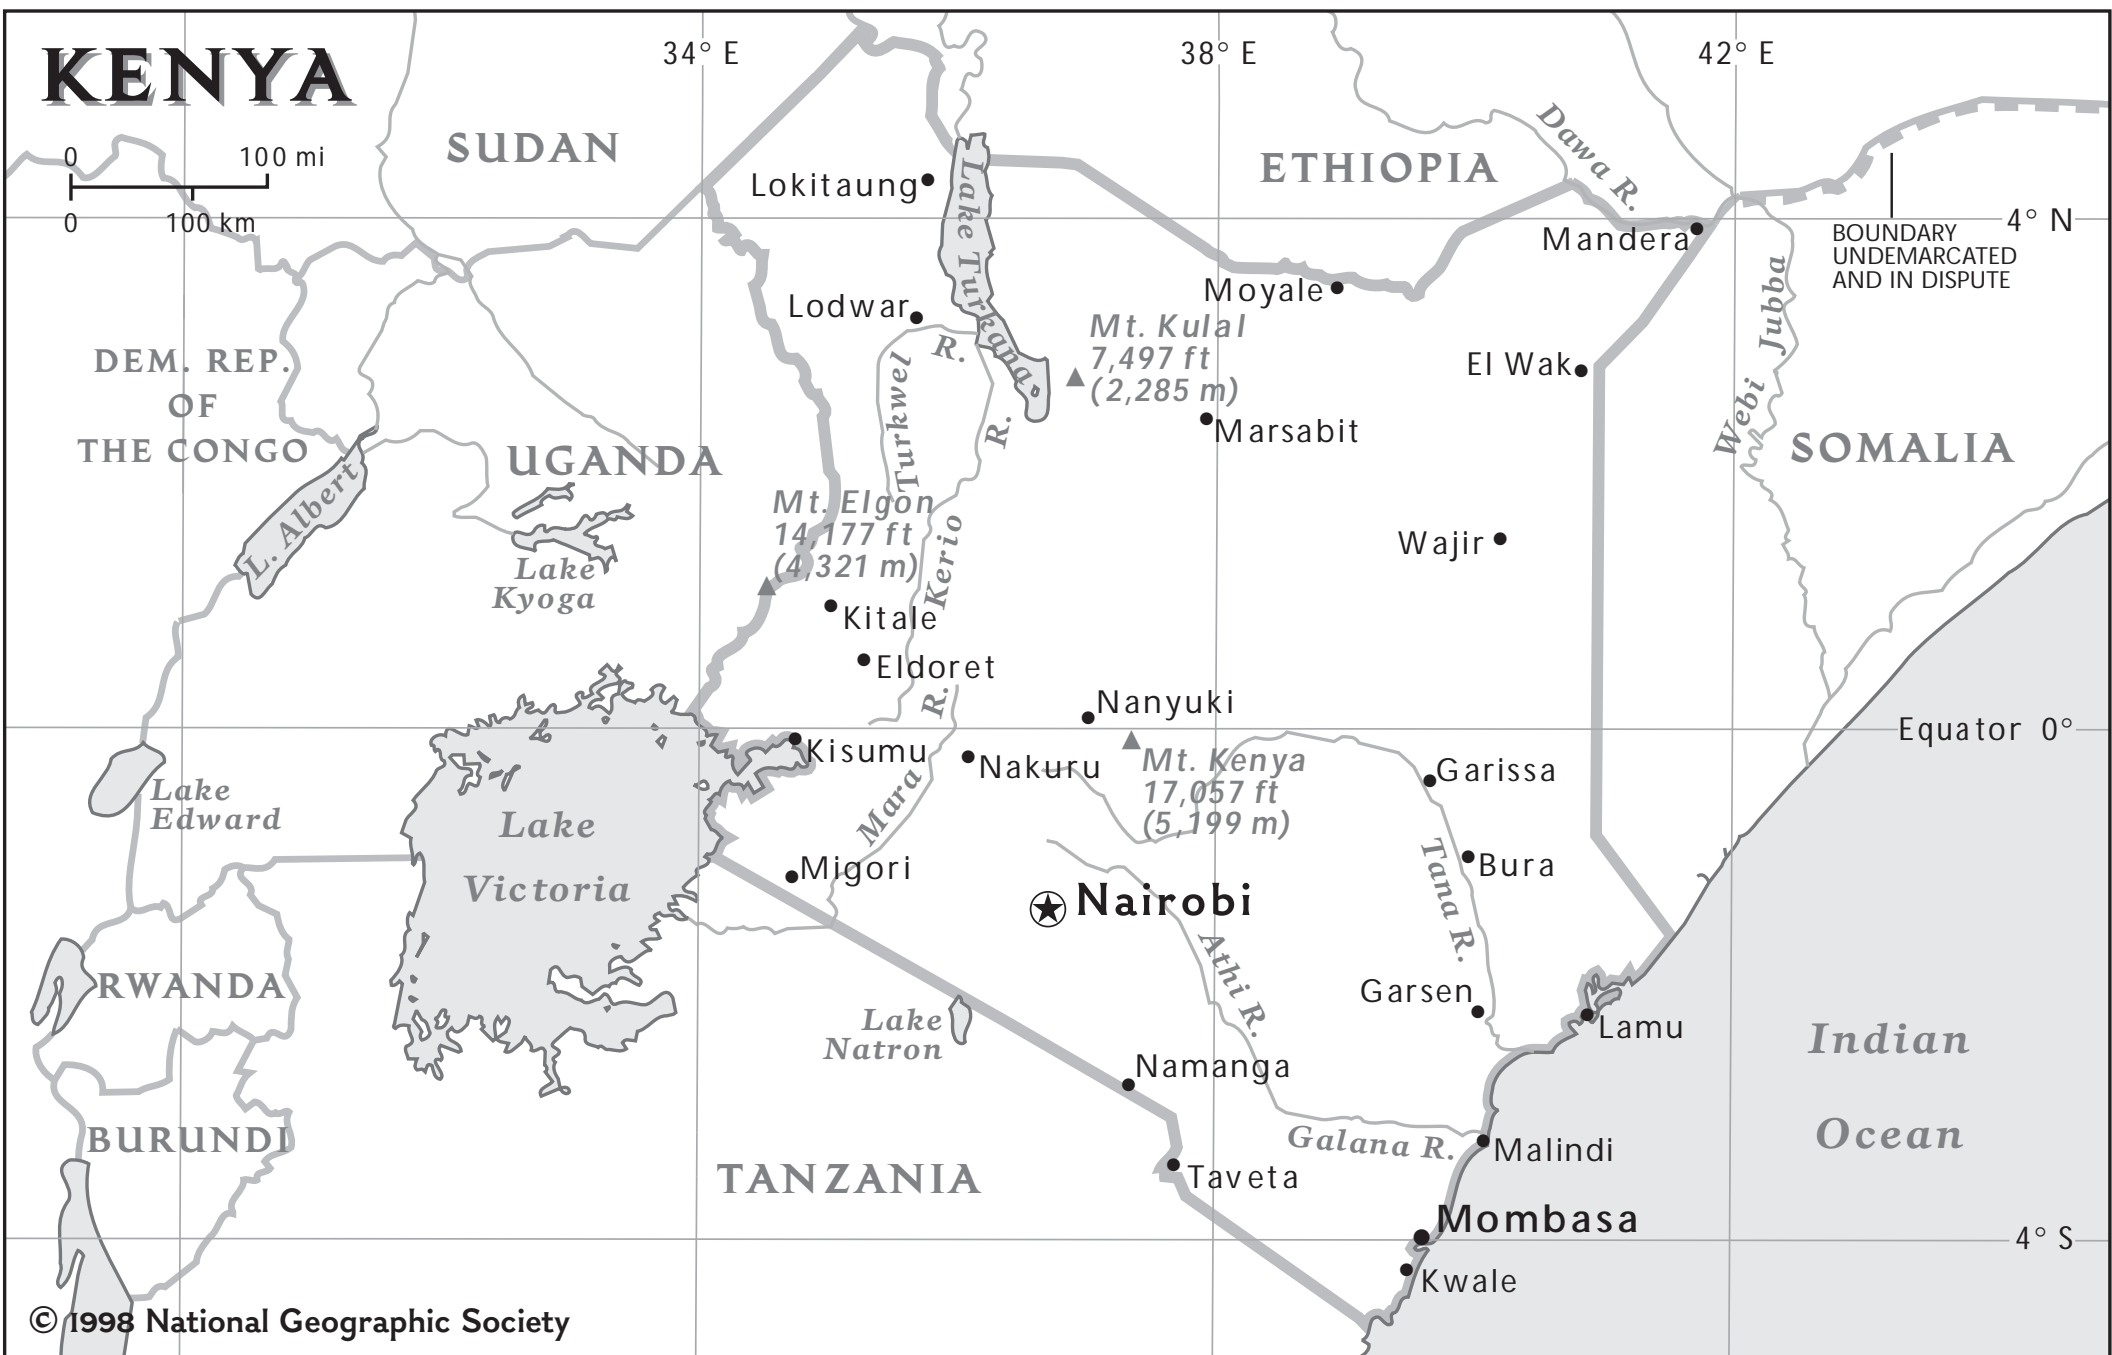 KENYA
34° E
38° E
42° E
0
100 mi
0
100 km
SUDAN
ETHIOPIA
Dawa R.
Lokitaung
Lake Turkana
4° N
Mandera
BOUNDARY
UNDEMARCATED
AND IN DISPUTE
Moyale
Lodwar
Webi Jubba
Mt. Kulal
7,497 ft
(2,285 m)
DEM. REP.
OF
THE CONGO
Turkwel R.
El Wak
Marsabit
SOMALIA
UGANDA
L. Albert
Mt. Elgon
14,177 ft
(4,321 m)
Kerio R.
Wajir
Lake
Kyoga
Kitale
Eldoret
Nanyuki
Equator 0°
Kisumu
Nakuru
Mt. Kenya
17,057 ft
(5,199 m)
Garissa
Lake
Edward
Lake
Victoria
Mara R.
Migori
Bura
Tana R.
Nairobi
Athi R.
RWANDA
Garsen
Lake
Natron
Lamu
Indian
Ocean
Namanga
BURUNDI
Galana R.
Malindi
TANZANIA
Taveta
Mombasa
4° S
Kwale
© 1998 National Geographic Society